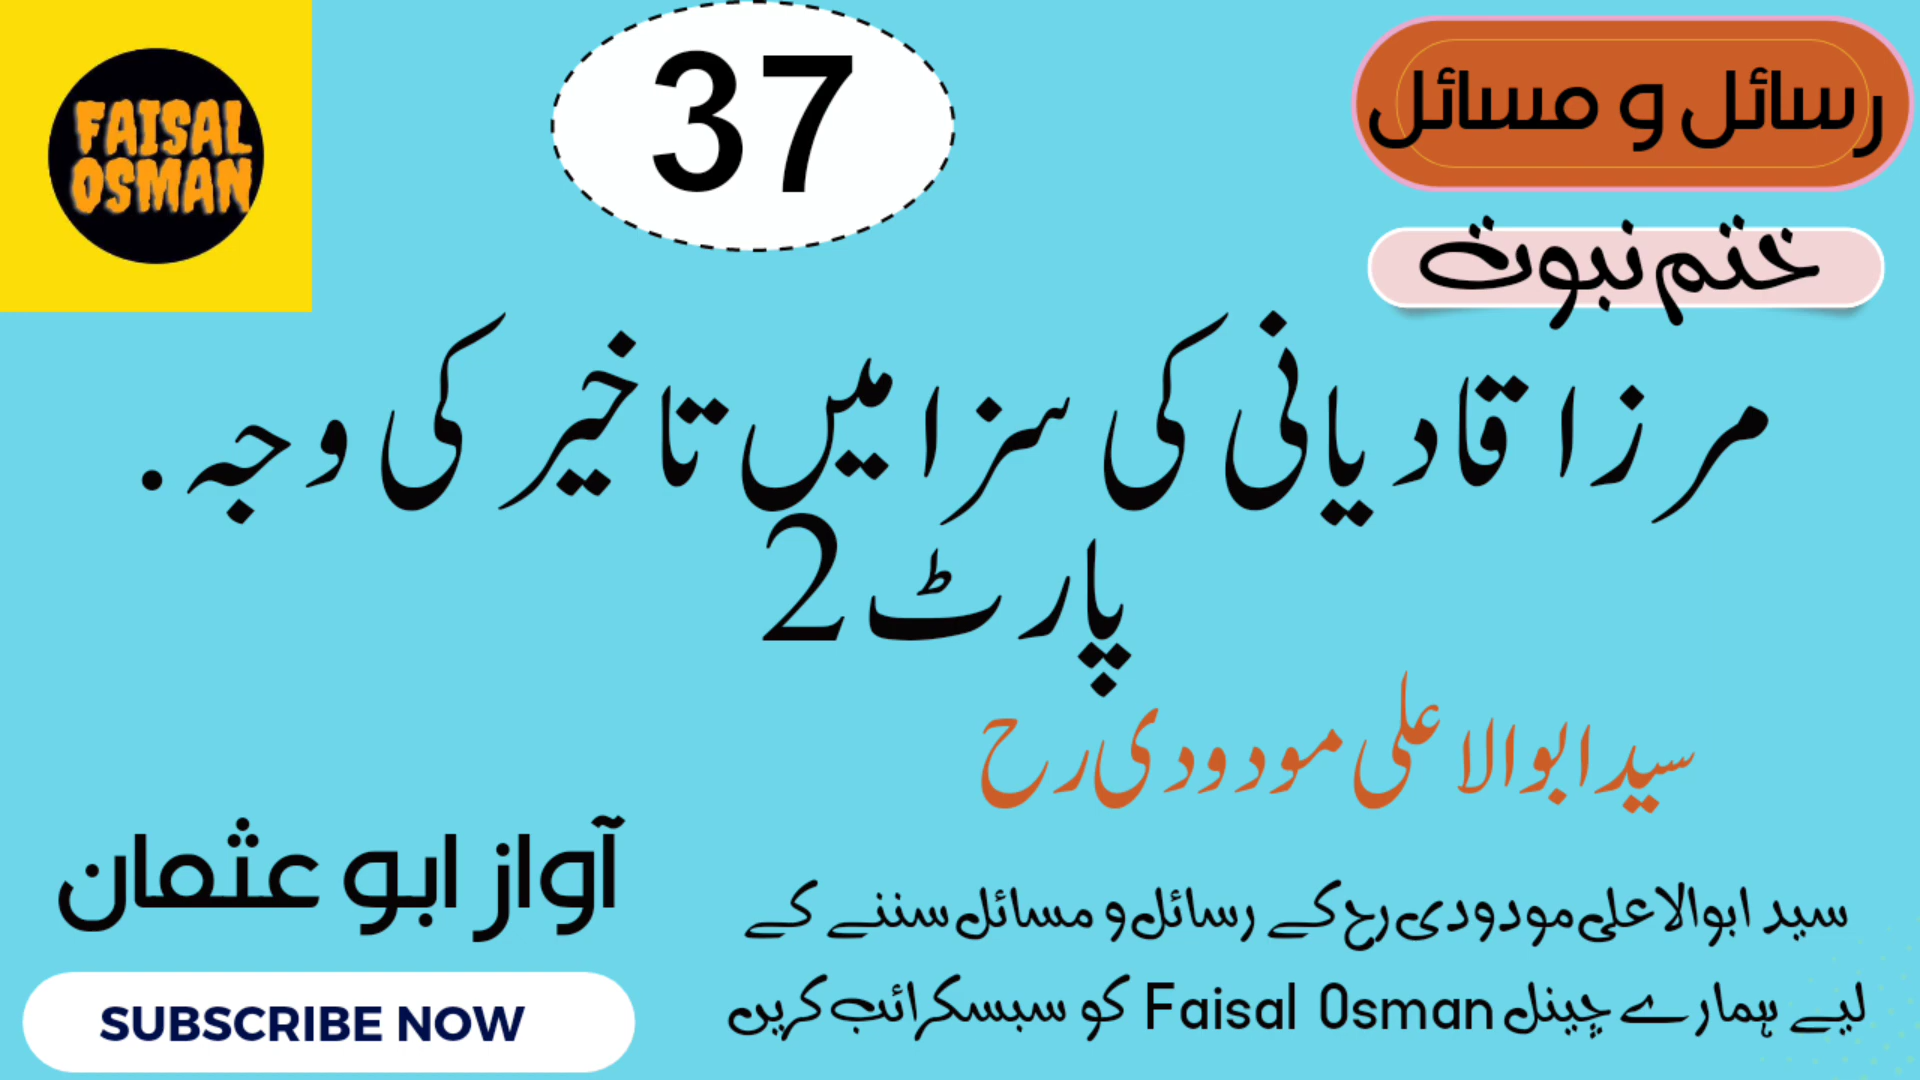 FAISAL
OSMAN
37
رسائل و مسائل
ختم نبوت
مرزا قادیانی کی سزا میں تاخیر کی وجہ.
پارٹ 2
سید ابوالاعلی مودودی رح
آواز ابو عثمان
سید ابوالاعلی مودودی رح کے رسائل و مسائل سننے کے
لیے ہمارے چینل Faisal Osman کو سبسکرائب کریں
SUBSCRIBE NOW